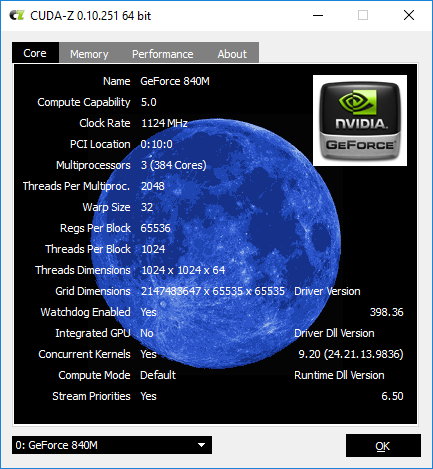 CUDA-Z 0.10.251 64 bit
Core Memory Performance About
Name GeForce 840M
Compute Capability 5.0
Clock Rate 1124 MHz
PCI Location 0:10:0
Multiprocessors 3 (384 Cores)
Threads Per Multiproc. 2048
Warp Size 32
Regs Per Block 65536
Threads Per Block 1024
Threads Dimensions 1024 x 1024 x 64
Grid Dimensions 2147483647 x 65535 x 65535 Driver Version
Watchdog Enabled Yes 398.36
Integrated GPU No Driver Dll Version
Concurrent Kernels Yes 9.20 (24.21.13.9836)
Compute Mode Default Runtime Dll Version
Stream Priorities Yes 6.50
NVIDIA.
GEFORCE
0: GeForce 840M OK